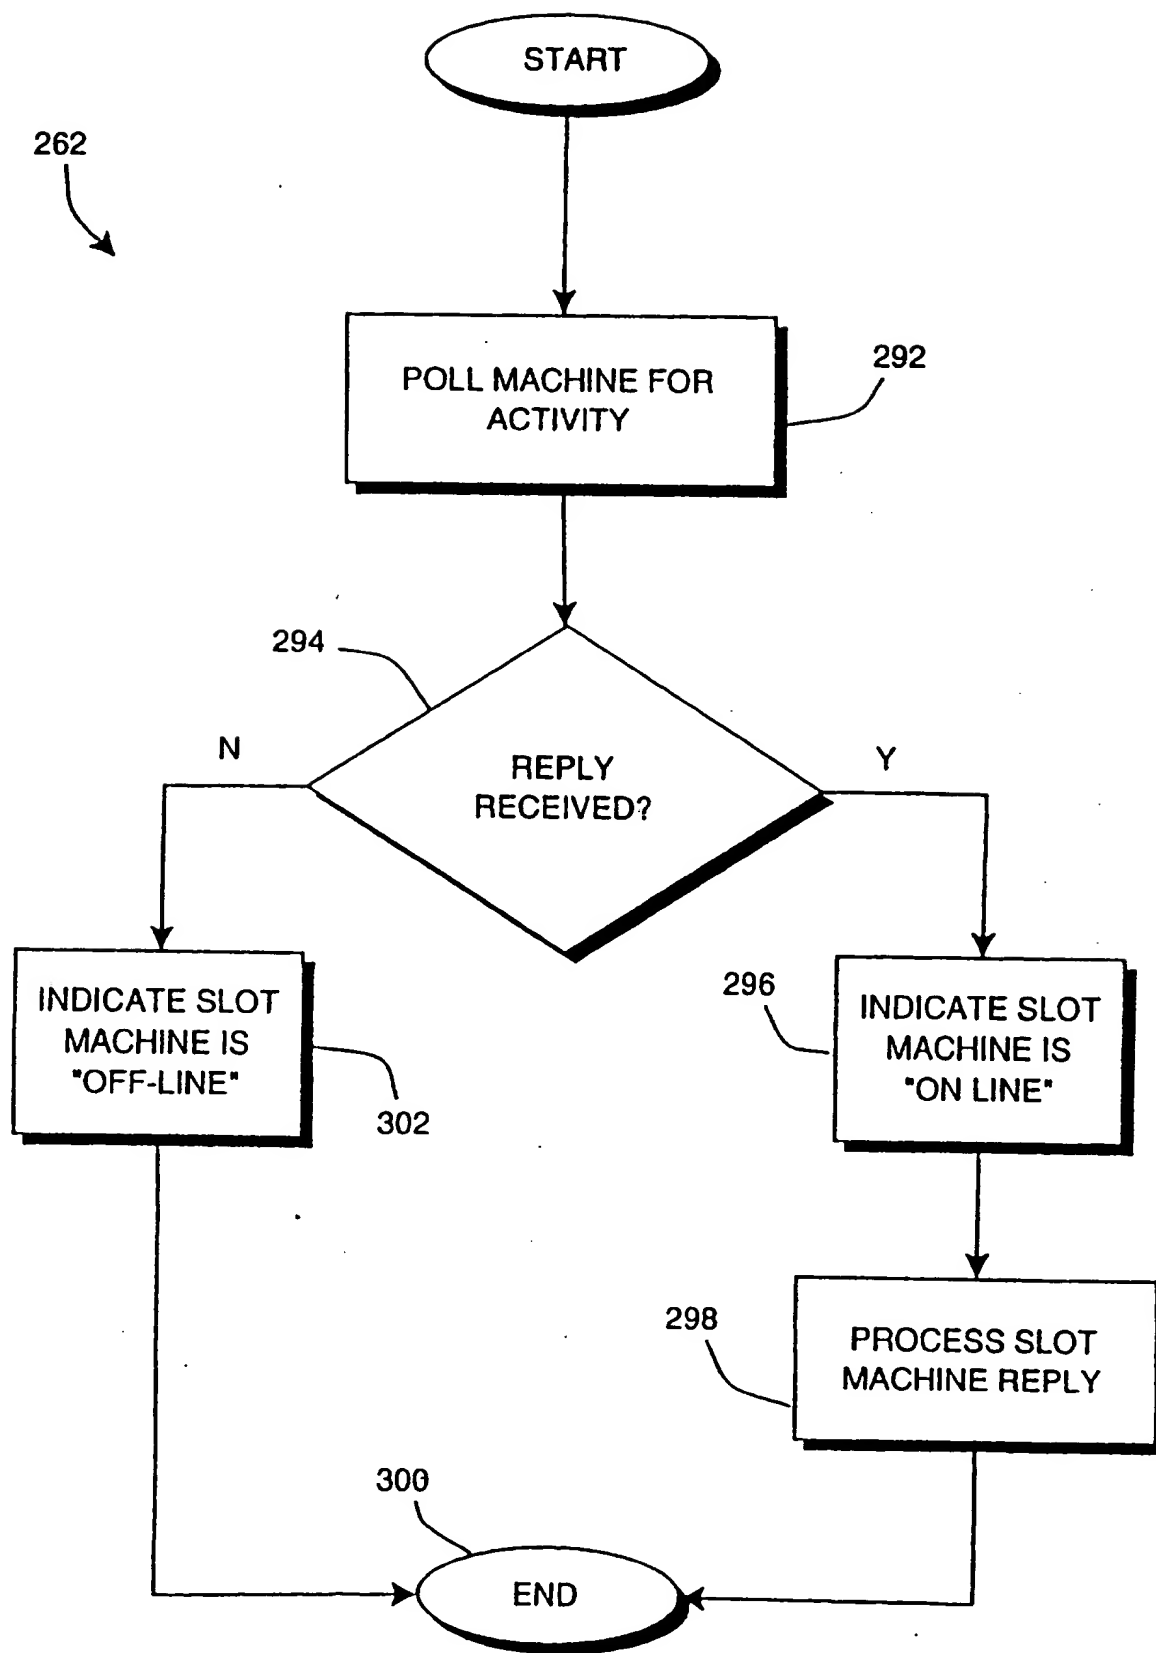 START
262
POLL MACHINE FOR
ACTIVITY
292
294
N
Y
REPLY
RECEIVED?
INDICATE SLOT
MACHINE IS
"OFF-LINE"
302
296
INDICATE SLOT
MACHINE IS
"ON LINE"
298
PROCESS SLOT
MACHINE REPLY
300
END